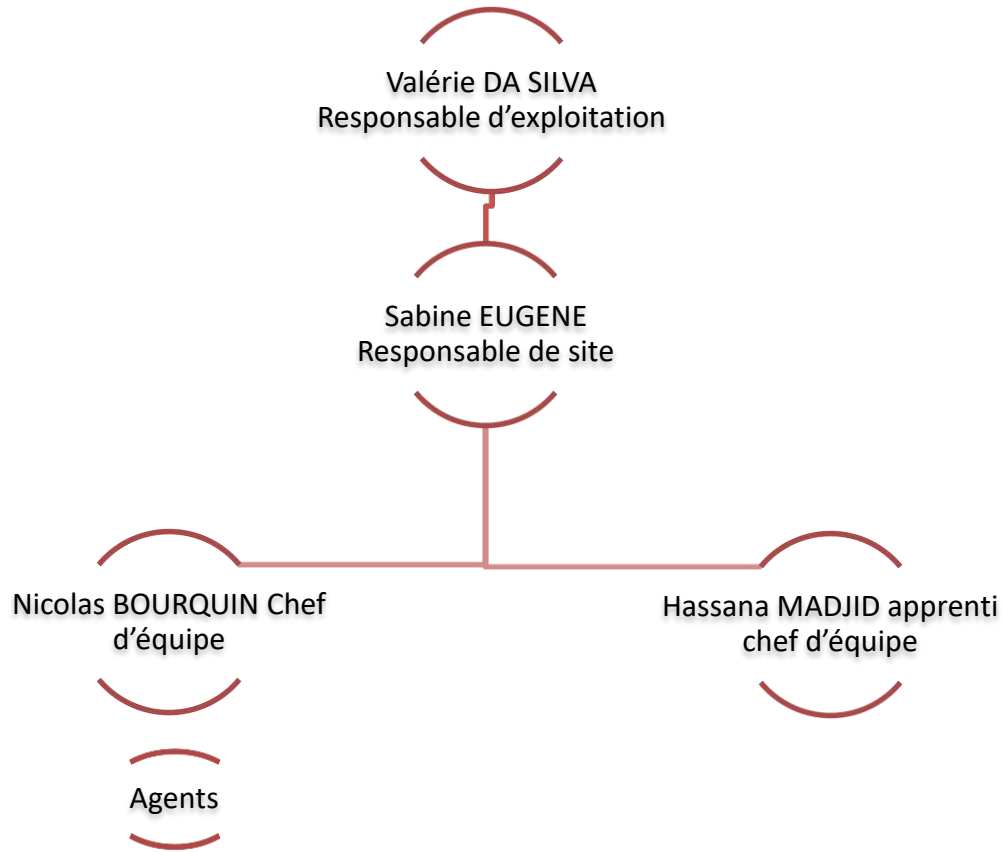 Valérie DA SILVA
Responsable d’exploitation
Sabine EUGENE
Responsable de site
Nicolas BOURQUIN Chef
d’équipe
Hassana MADJID apprenti
chef d’équipe
Agents